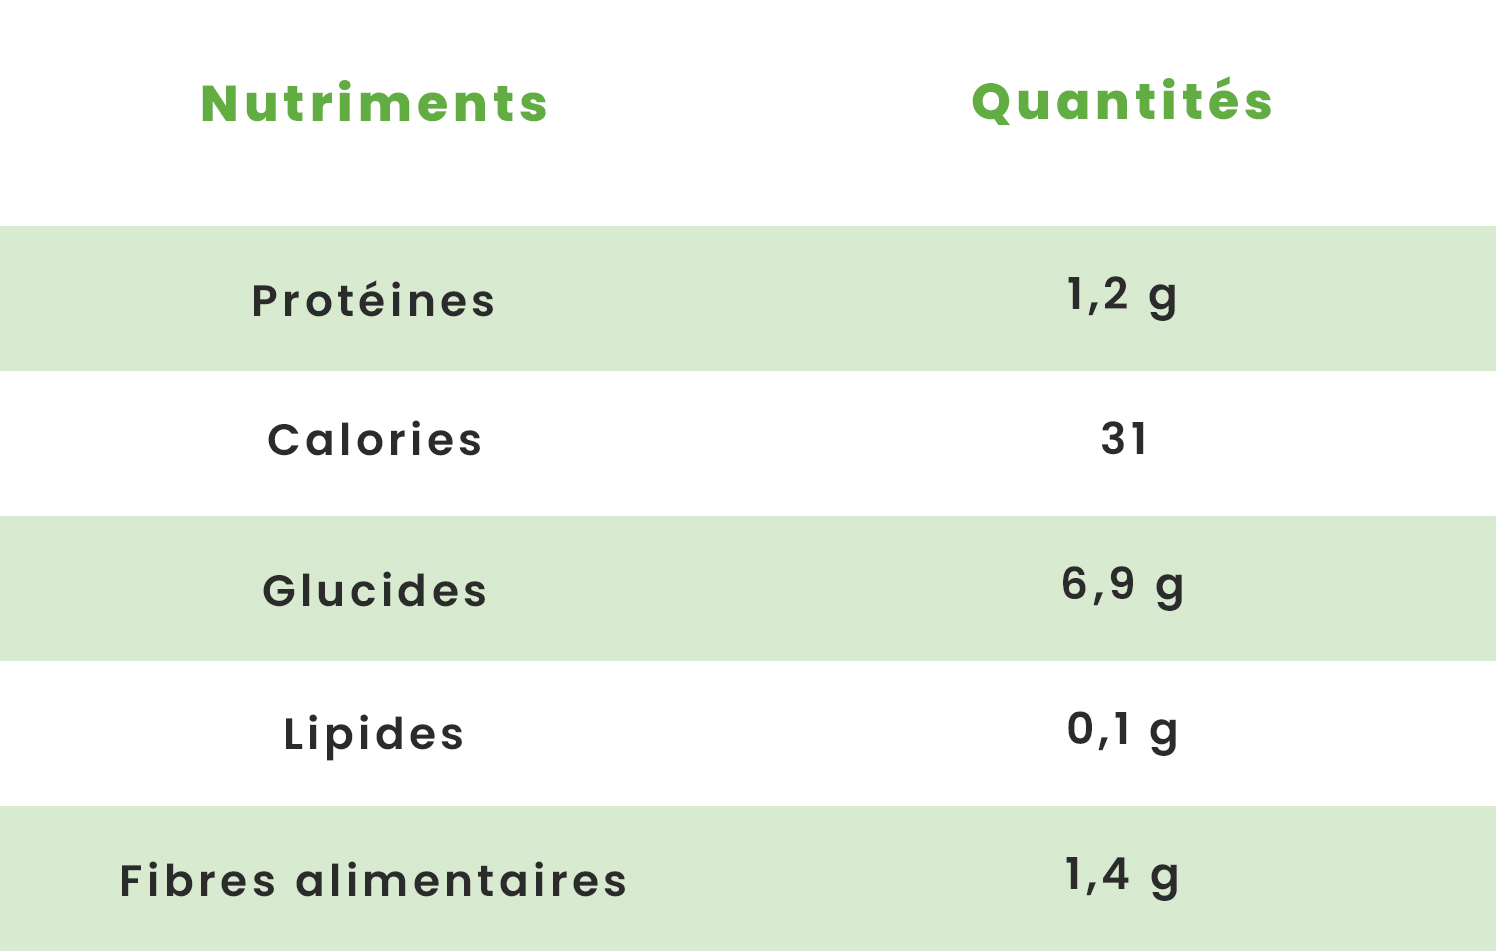 Nutriments Quantités
Protéines 1,2 g
Calories 31
Glucides 6,9 g
Lipides 0,1 g
Fibres alimentaires 1,4 g